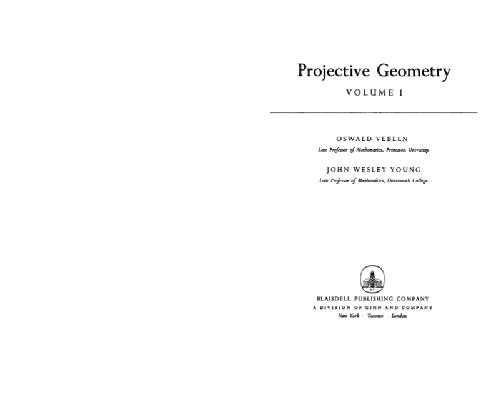 Projective Geometry
VOLUME I
OSWALD VEBLEN
Late Professor of Mathematics, Princeton University
JOHN WESLEY YOUNG
Late Professor of Mathematics, Dartmouth College
BLAISDELL PUBLISHING COMPANY
A DIVISION OF GINN AND COMPANY
New York · Toronto · London